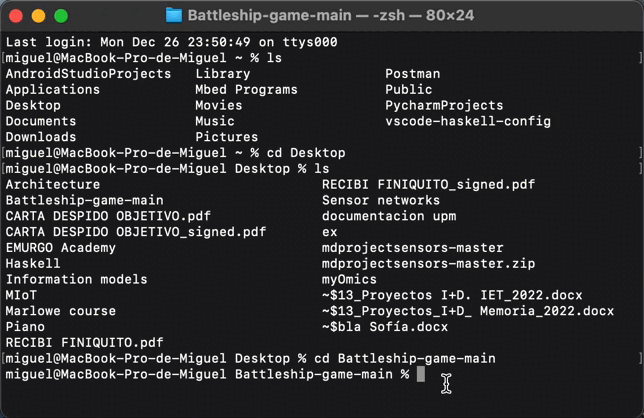 Battleship-game-main — -zsh — 80×24
Last login: Mon Dec 26 23:50:49 on ttys000
[miguel@MacBook-Pro-de-Miguel ~ % ls ]
AndroidStudioProjects Library Postman
Applications Mbed Programs Public
Desktop Movies PycharmProjects
Documents Music vscode-haskell-config
Downloads Pictures
[miguel@MacBook-Pro-de-Miguel ~ % cd Desktop ]
[miguel@MacBook-Pro-de-Miguel Desktop % ls ]
Architecture RECIBI FINIQUITO_signed.pdf
Battleship-game-main Sensor networks
CARTA DESPIDO OBJETIVO.pdf documentacion upm
CARTA DESPIDO OBJETIVO_signed.pdf ex
EMURGO Academy mdprojectsensors-master
Haskell mdprojectsensors-master.zip
Information models myOmics
MIoT ~$13_Proyectos I+D. IET_2022.docx
Marlowe course ~$13_Proyectos_I+D_ Memoria_2022.docx
Piano ~$bla Sofía.docx
RECIBI FINIQUITO.pdf
[miguel@MacBook-Pro-de-Miguel Desktop % cd Battleship-game-main ]
miguel@MacBook-Pro-de-Miguel Battleship-game-main %